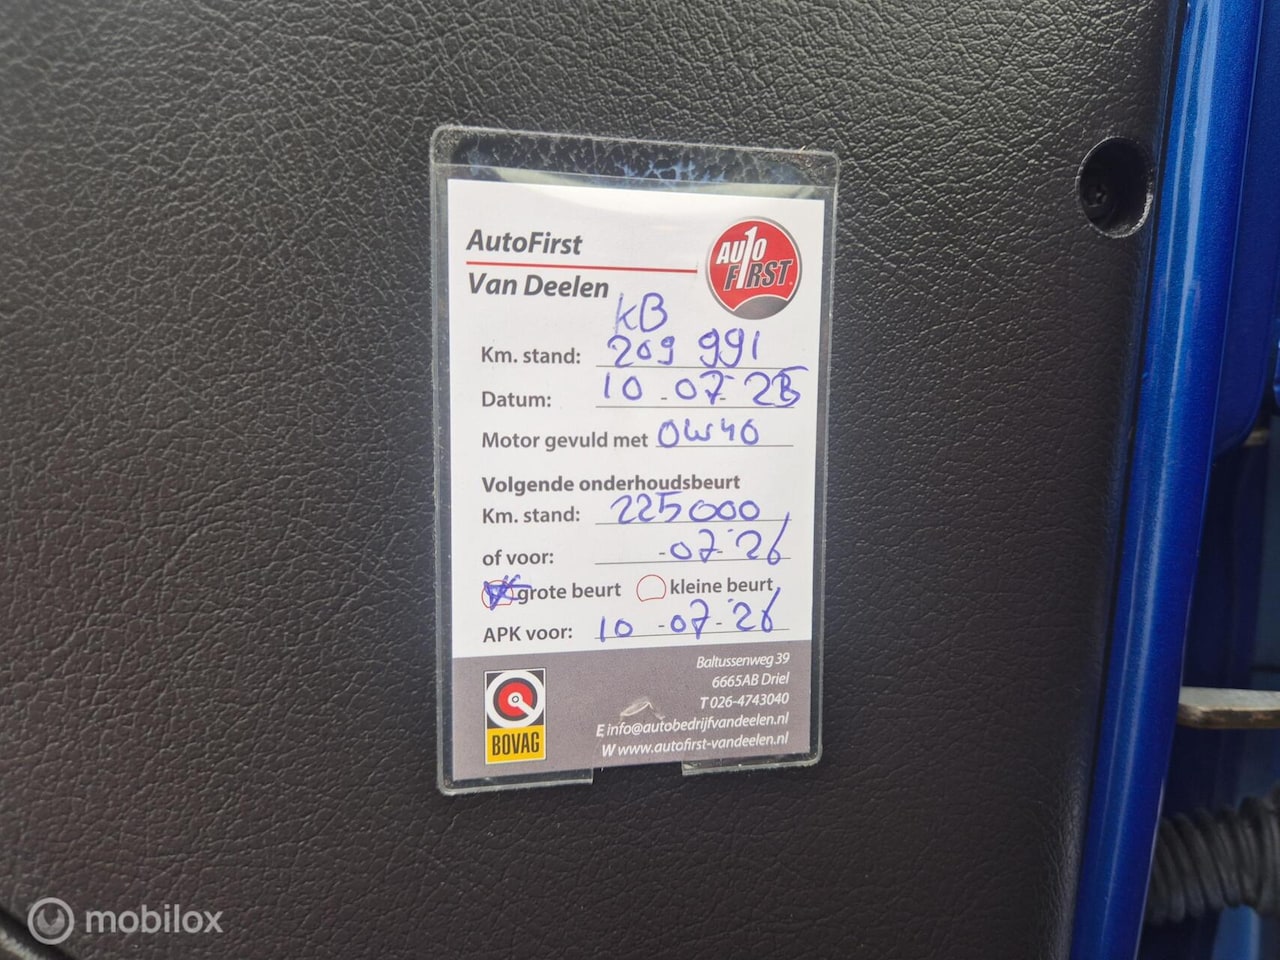 AutoFirst
Van Deelen
AUTO
F1RST
KB
Km. stand: 209 991
Datum: 10-07-25
Motor gevuld met 0W40
Volgende onderhoudsbeurt
Km. stand: 225000
of voor: -07-26
grote beurt kleine beurt
APK voor: 10-07-26
BOVAG
Baltussenweg 39
6665AB Driel
T 026-4743040
E info@autobedrijfvandeelen.nl
W www.autofirst-vandeelen.nl
mobilox